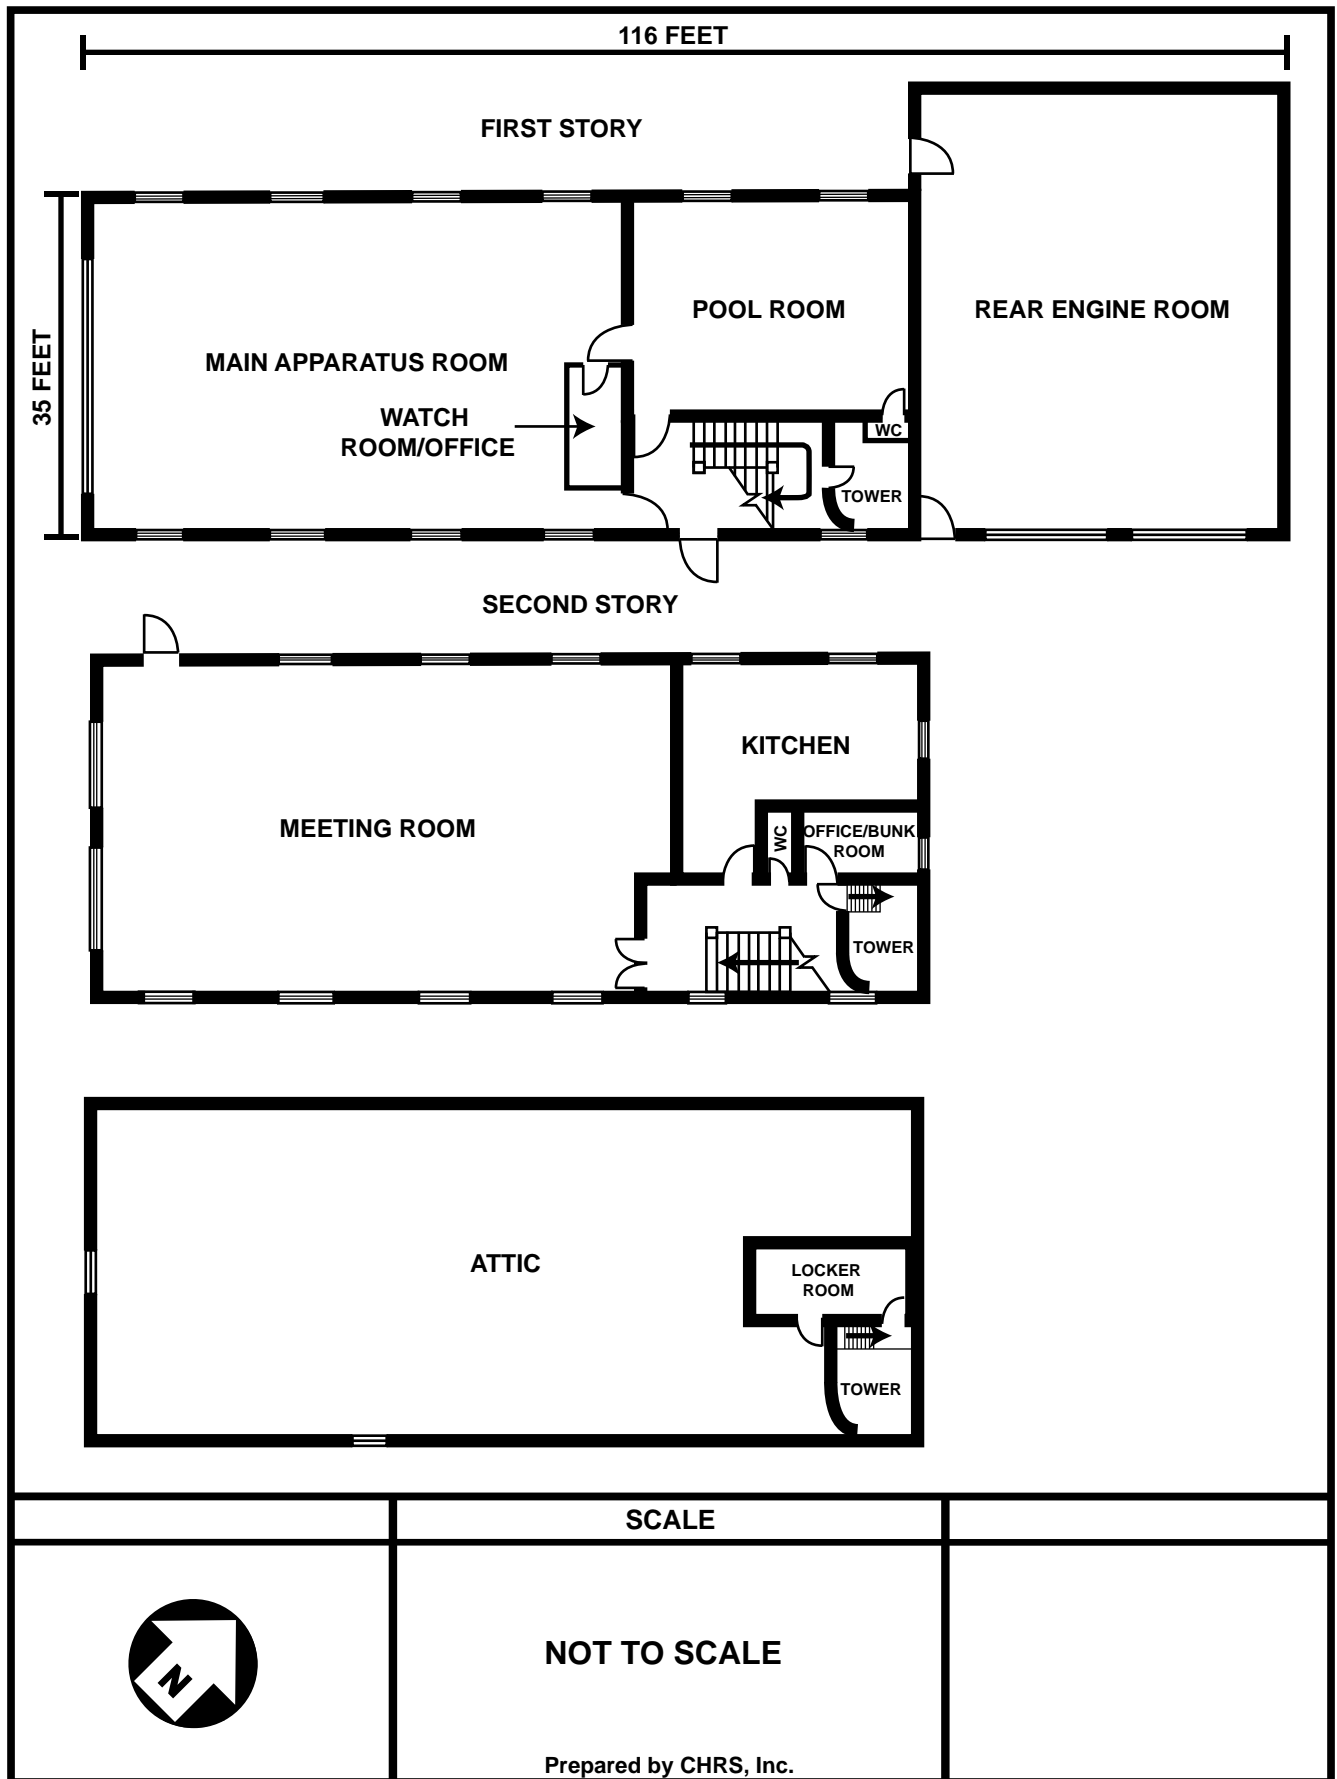 116 FEET
FIRST STORY
35 FEET
MAIN APPARATUS ROOM
POOL ROOM
REAR ENGINE ROOM
WATCH
ROOM/OFFICE
WC
TOWER
SECOND STORY
MEETING ROOM
KITCHEN
WC
OFFICE/BUNK
ROOM
TOWER
ATTIC
LOCKER
ROOM
TOWER
SCALE
N
NOT TO SCALE
Prepared by CHRS, Inc.